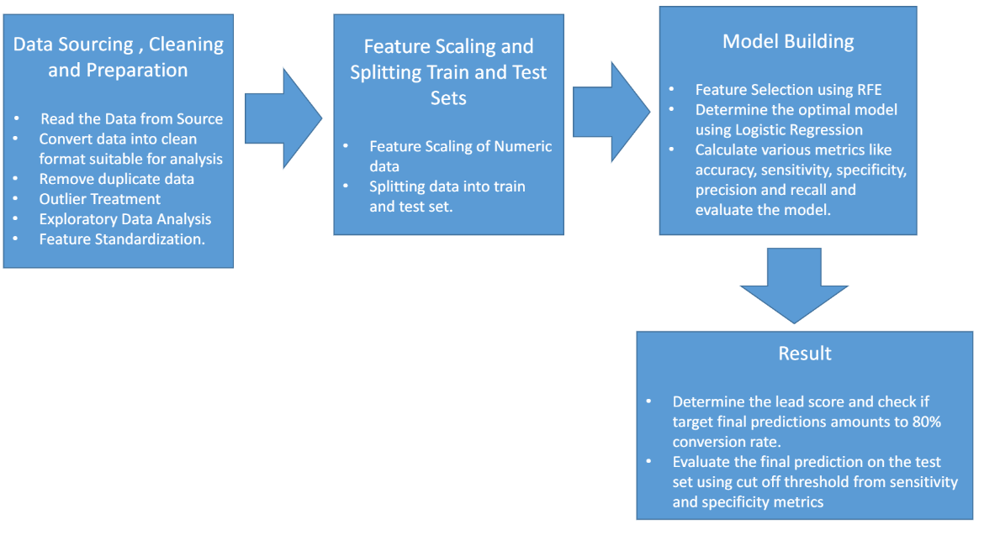 Data Sourcing , Cleaning
and Preparation
• Read the Data from Source
• Convert data into clean
format suitable for analysis
• Remove duplicate data
• Outlier Treatment
• Exploratory Data Analysis
• Feature Standardization.
Feature Scaling and
Splitting Train and Test
Sets
• Feature Scaling of Numeric
data
• Splitting data into train
and test set.
Model Building
• Feature Selection using RFE
• Determine the optimal model
using Logistic Regression
• Calculate various metrics like
accuracy, sensitivity, specificity,
precision and recall and
evaluate the model.
Result
• Determine the lead score and check if
target final predictions amounts to 80%
conversion rate.
• Evaluate the final prediction on the test
set using cut off threshold from sensitivity
and specificity metrics